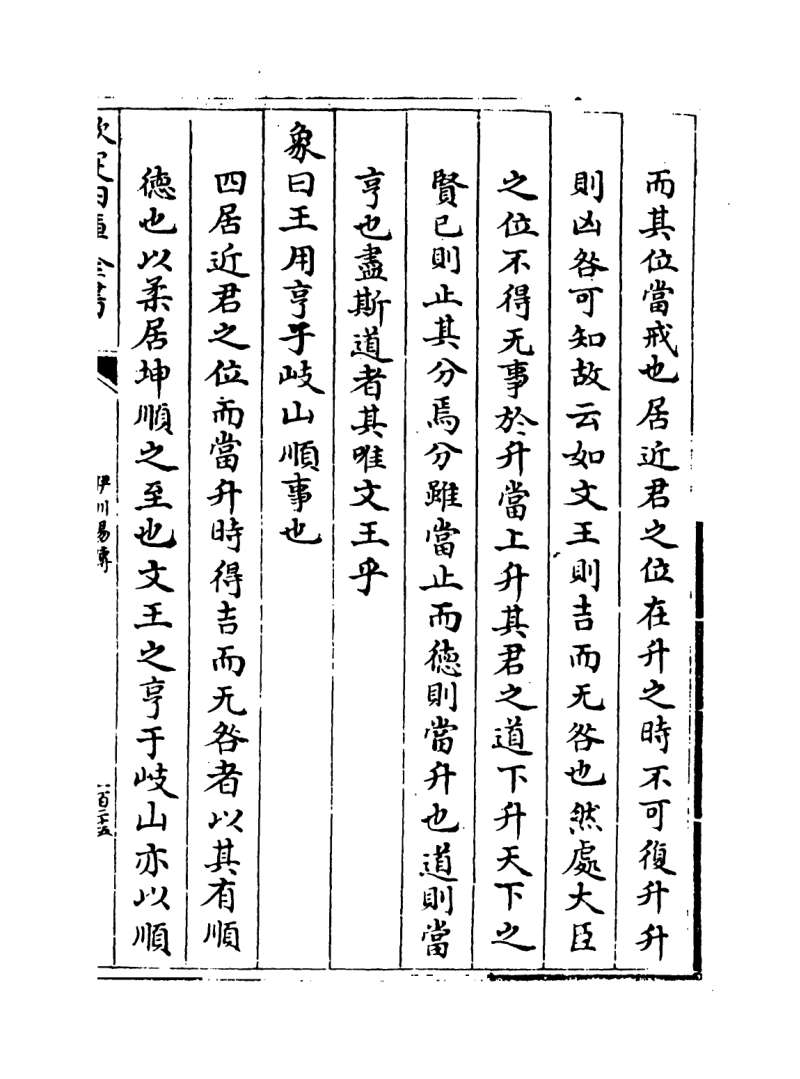 而其位當戒也居近君之位在升之時不可復升升
則凶咎可知故云如文王則吉而无咎也然處大臣
之位不得无事於升當上升其君之道下升天下之
賢已則止其分焉分雖當止而德則當升也道則當
亨也盡斯道者其唯文王乎
象曰王用亨于岐山順事也
四居近君之位而當升時得吉而无咎者以其有順
德也以柔居坤順之至也文王之亨于岐山亦以順
欽定四庫全書
伊川易傳
一百二十五